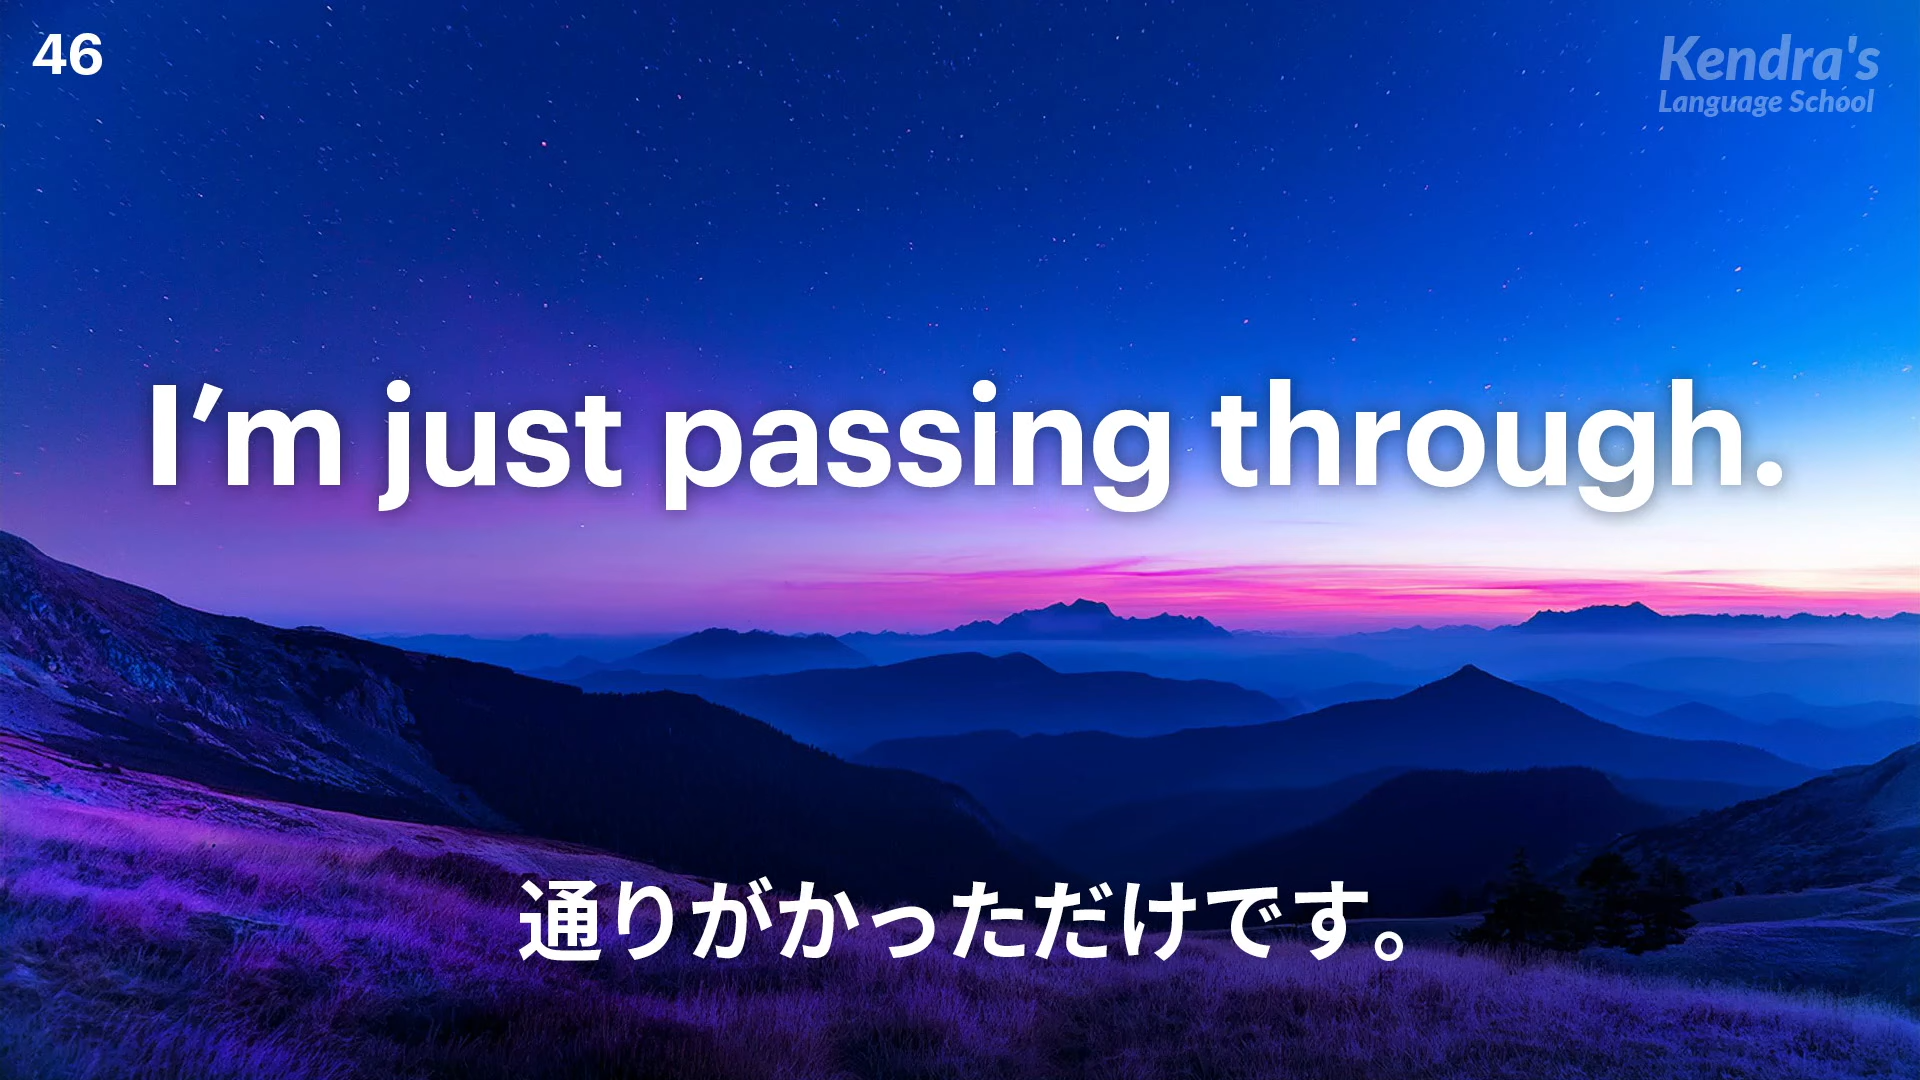 46
Kendra's
Language School
I’m just passing through.
通りがかっただけです。